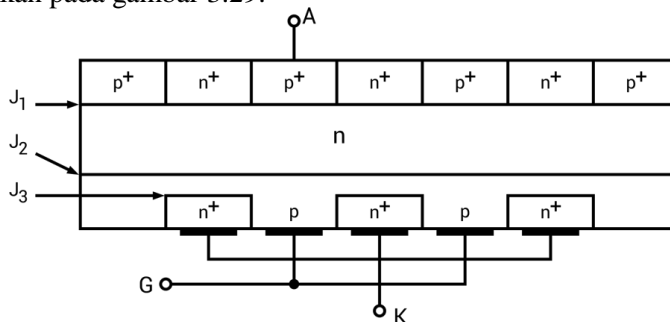 kan pada gambar 3.29.
A
p+ n+ p+ n+ p+ n+ p+
J1
n
J2
J3
n+ p n+ p n+
G
K